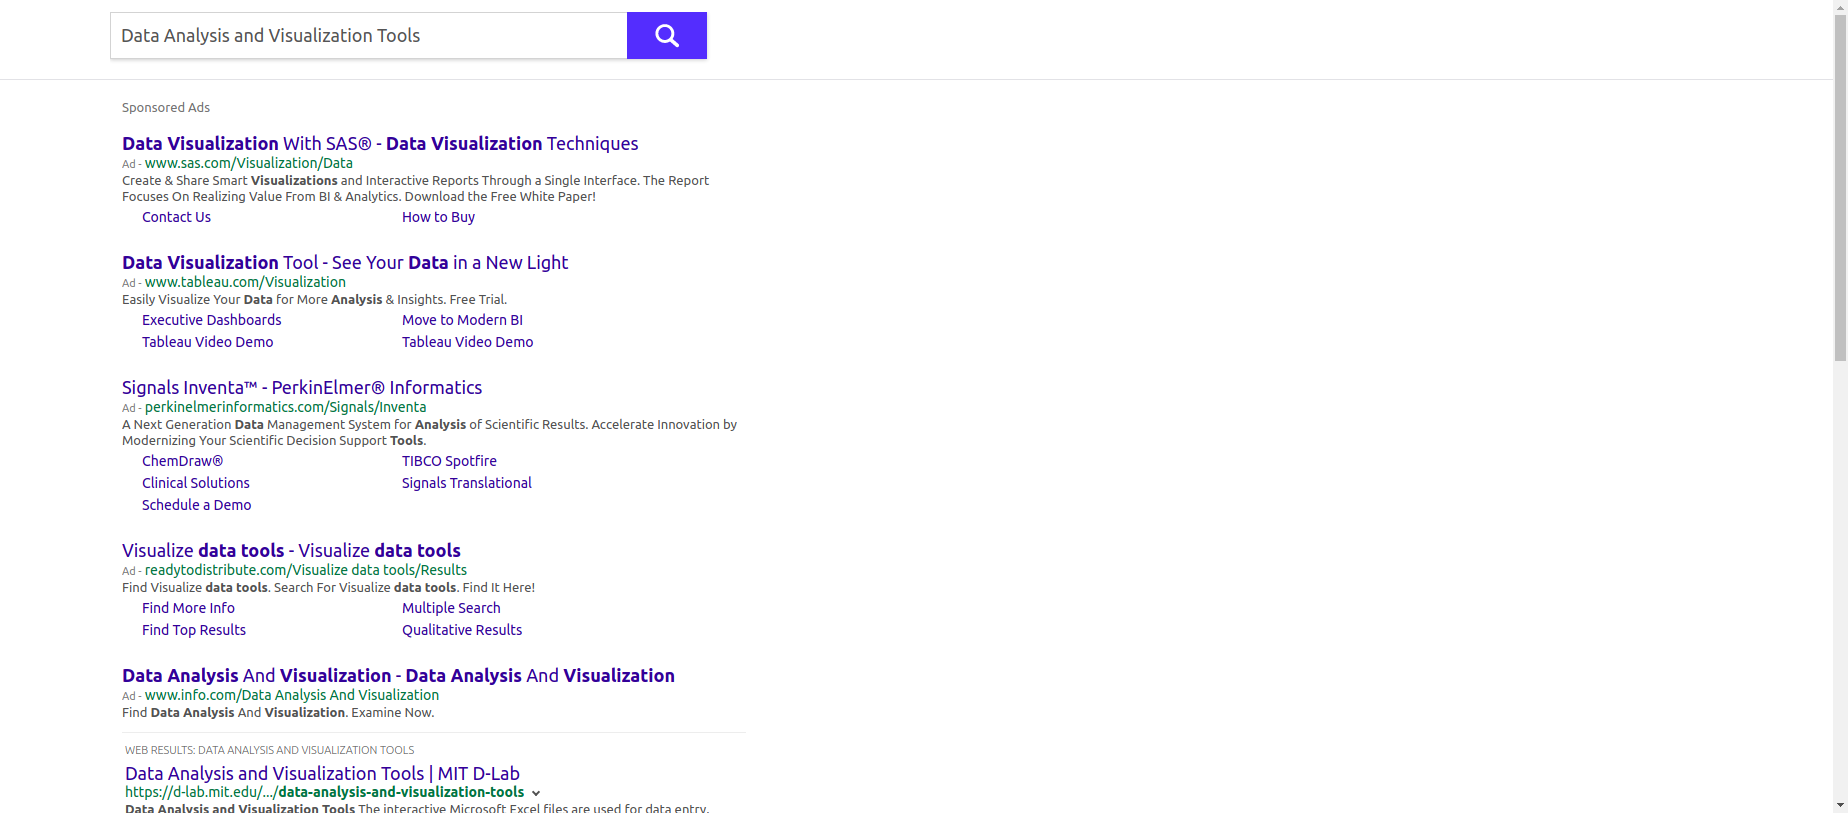 Data Analysis and Visualization Tools
Sponsored Ads
Data Visualization With SAS® - Data Visualization Techniques
Ad - www.sas.com/Visualization/Data
Create & Share Smart Visualizations and Interactive Reports Through a Single Interface. The Report
Focuses On Realizing Value From BI & Analytics. Download the Free White Paper!
Contact Us How to Buy
Data Visualization Tool - See Your Data in a New Light
Ad - www.tableau.com/Visualization
Easily Visualize Your Data for More Analysis & Insights. Free Trial.
Executive Dashboards Move to Modern BI
Tableau Video Demo Tableau Video Demo
Signals Inventa™ - PerkinElmer® Informatics
Ad - perkinelmerinformatics.com/Signals/Inventa
A Next Generation Data Management System for Analysis of Scientific Results. Accelerate Innovation by
Modernizing Your Scientific Decision Support Tools.
ChemDraw® TIBCO Spotfire
Clinical Solutions Signals Translational
Schedule a Demo
Visualize data tools - Visualize data tools
Ad - readytodistribute.com/Visualize data tools/Results
Find Visualize data tools. Search For Visualize data tools. Find It Here!
Find More Info Multiple Search
Find Top Results Qualitative Results
Data Analysis And Visualization - Data Analysis And Visualization
Ad - www.info.com/Data Analysis And Visualization
Find Data Analysis And Visualization. Examine Now.
WEB RESULTS: DATA ANALYSIS AND VISUALIZATION TOOLS
Data Analysis and Visualization Tools | MIT D-Lab
https://d-lab.mit.edu/.../data-analysis-and-visualization-tools
Data Analysis and Visualization Tools The interactive Microsoft Excel files are used for data entry,